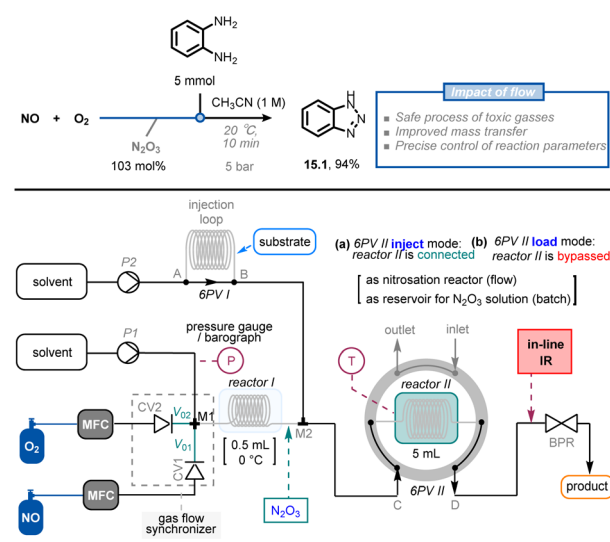 NH₂
NH₂
5 mmol
CH₃CN (1 M)
NO + O₂
20 °C,
10 min
N₂O₃
103 mol%
5 bar
H
N
N
N
15.1, 94%
Impact of flow
Safe process of toxic gasses
Improved mass transfer
Precise control of reaction parameters
injection
loop
substrate
solvent
P2
A
B
6PV I
(a) 6PV II inject mode:
reactor II is connected
(b) 6PV II load mode:
reactor II is bypassed
as nitrosation reactor (flow)
as reservoir for N₂O₃ solution (batch)
solvent
P1
pressure gauge
/ barograph
P
outlet
inlet
T
in-line
IR
reactor I
reactor II
CV2
V02
M1
MFC
O₂
V01
0.5 mL
0 °C
M2
5 mL
BPR
CV1
MFC
NO
gas flow
synchronizer
N₂O₃
C
6PV II
D
product